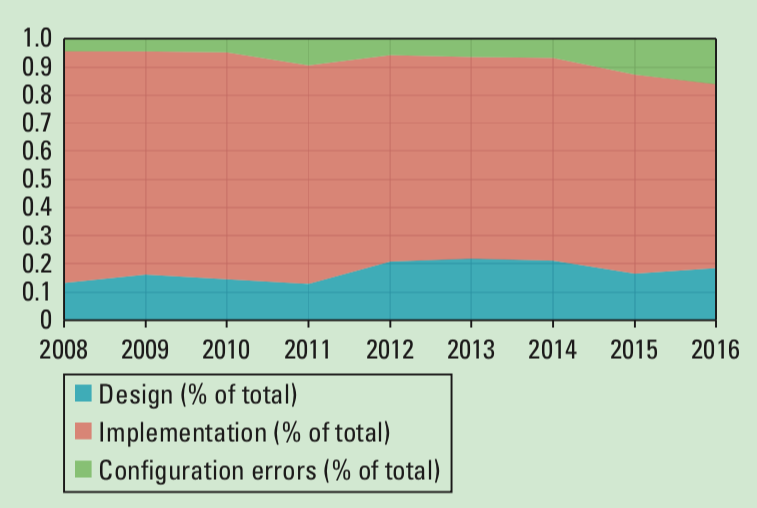 1.0
0.9
0.8
0.7
0.6
0.5
0.4
0.3
0.2
0.1
0
2008 2009 2010 2011 2012 2013 2014 2015 2016
Design (% of total)
Implementation (% of total)
Configuration errors (% of total)